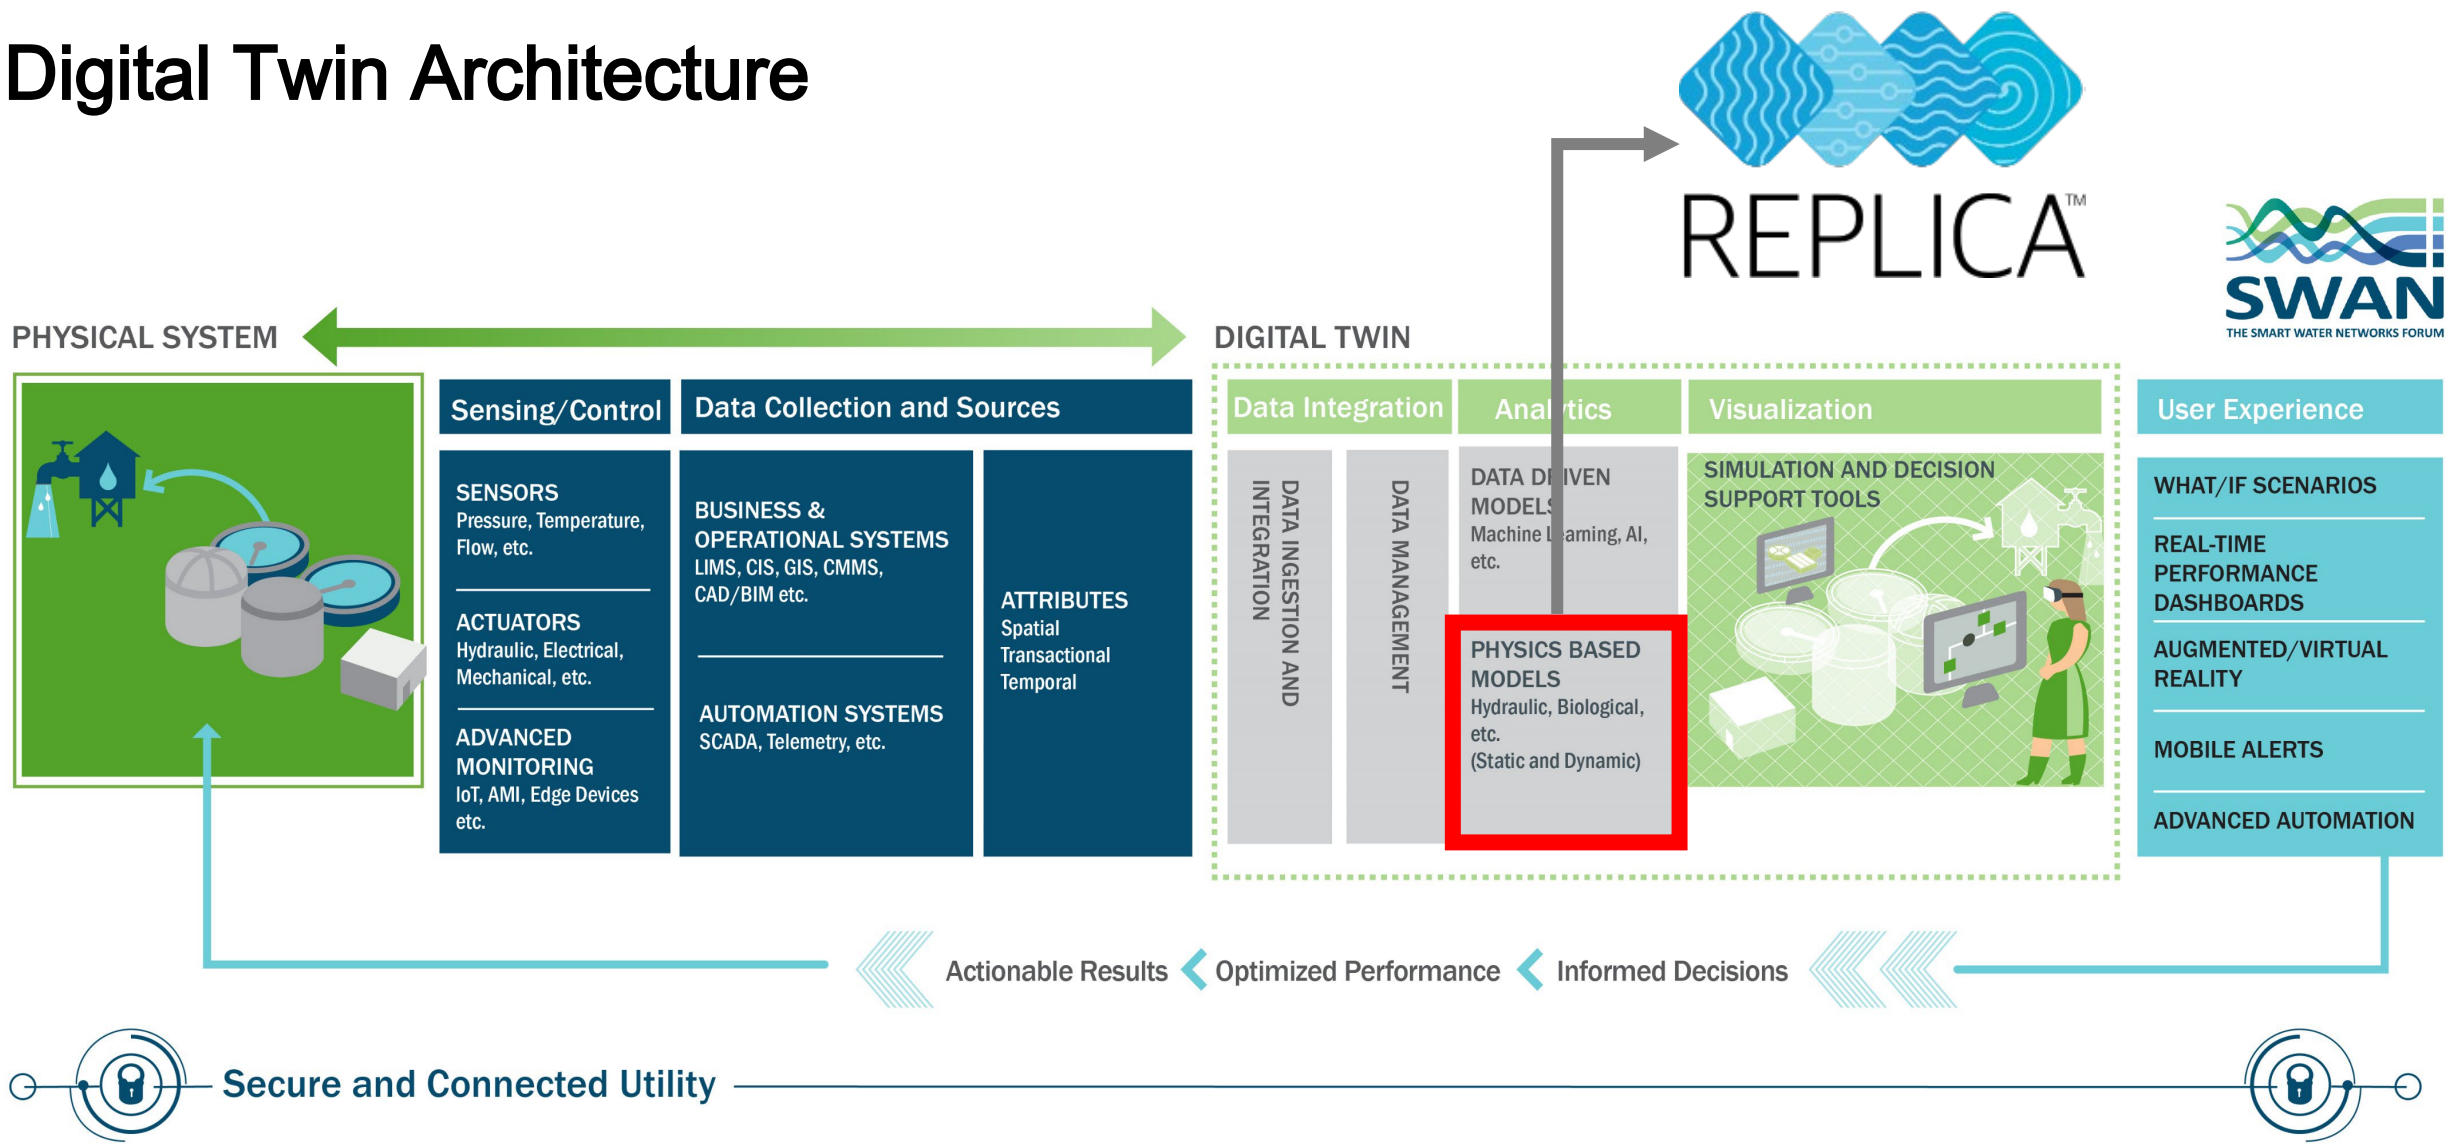 Digital Twin Architecture
REPLICA™
SWAN
THE SMART WATER NETWORKS FORUM
PHYSICAL SYSTEM
DIGITAL TWIN
Sensing/Control
SENSORS
Pressure, Temperature,
Flow, etc.
ACTUATORS
Hydraulic, Electrical,
Mechanical, etc.
ADVANCED
MONITORING
IoT, AMI, Edge Devices
etc.
Data Collection and Sources
BUSINESS &
OPERATIONAL SYSTEMS
LIMS, CIS, GIS, CMMS,
CAD/BIM etc.
AUTOMATION SYSTEMS
SCADA, Telemetry, etc.
ATTRIBUTES
Spatial
Transactional
Temporal
Data Integration
DATA INGESTION AND
INTEGRATION
DATA MANAGEMENT
Analytics
DATA DRIVEN
MODELS
Machine Learning, AI,
etc.
PHYSICS BASED
MODELS
Hydraulic, Biological,
etc.
(Static and Dynamic)
Visualization
SIMULATION AND DECISION
SUPPORT TOOLS
User Experience
WHAT/IF SCENARIOS
REAL-TIME
PERFORMANCE
DASHBOARDS
AUGMENTED/VIRTUAL
REALITY
MOBILE ALERTS
ADVANCED AUTOMATION
Actionable Results
Optimized Performance
Informed Decisions
Secure and Connected Utility